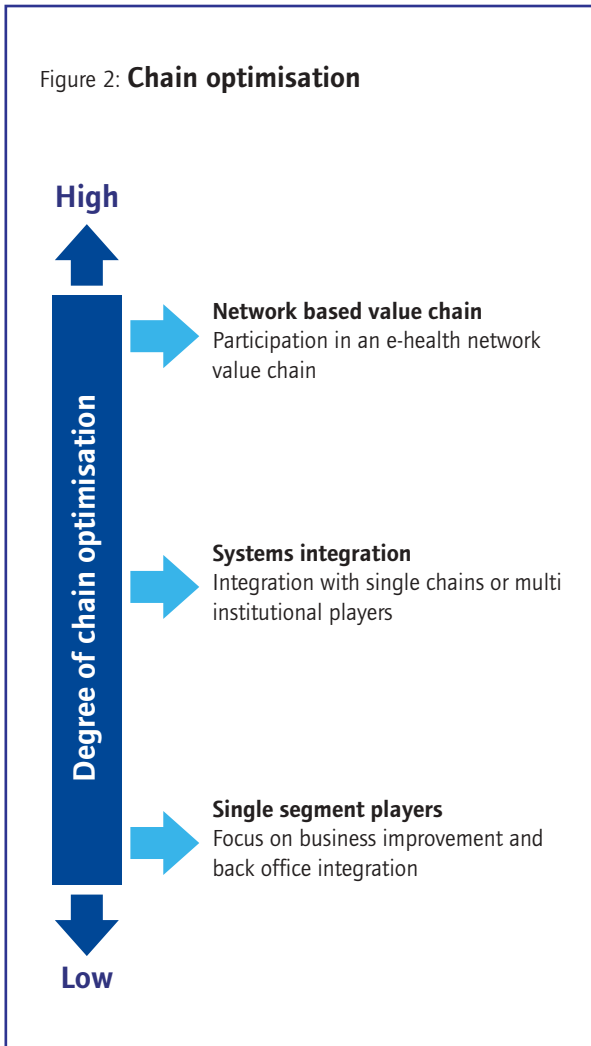 Figure 2: Chain optimisation
High
Degree of chain optimisation
Network based value chain
Participation in an e-health network
value chain
Systems integration
Integration with single chains or multi
institutional players
Single segment players
Focus on business improvement and
back office integration
Low